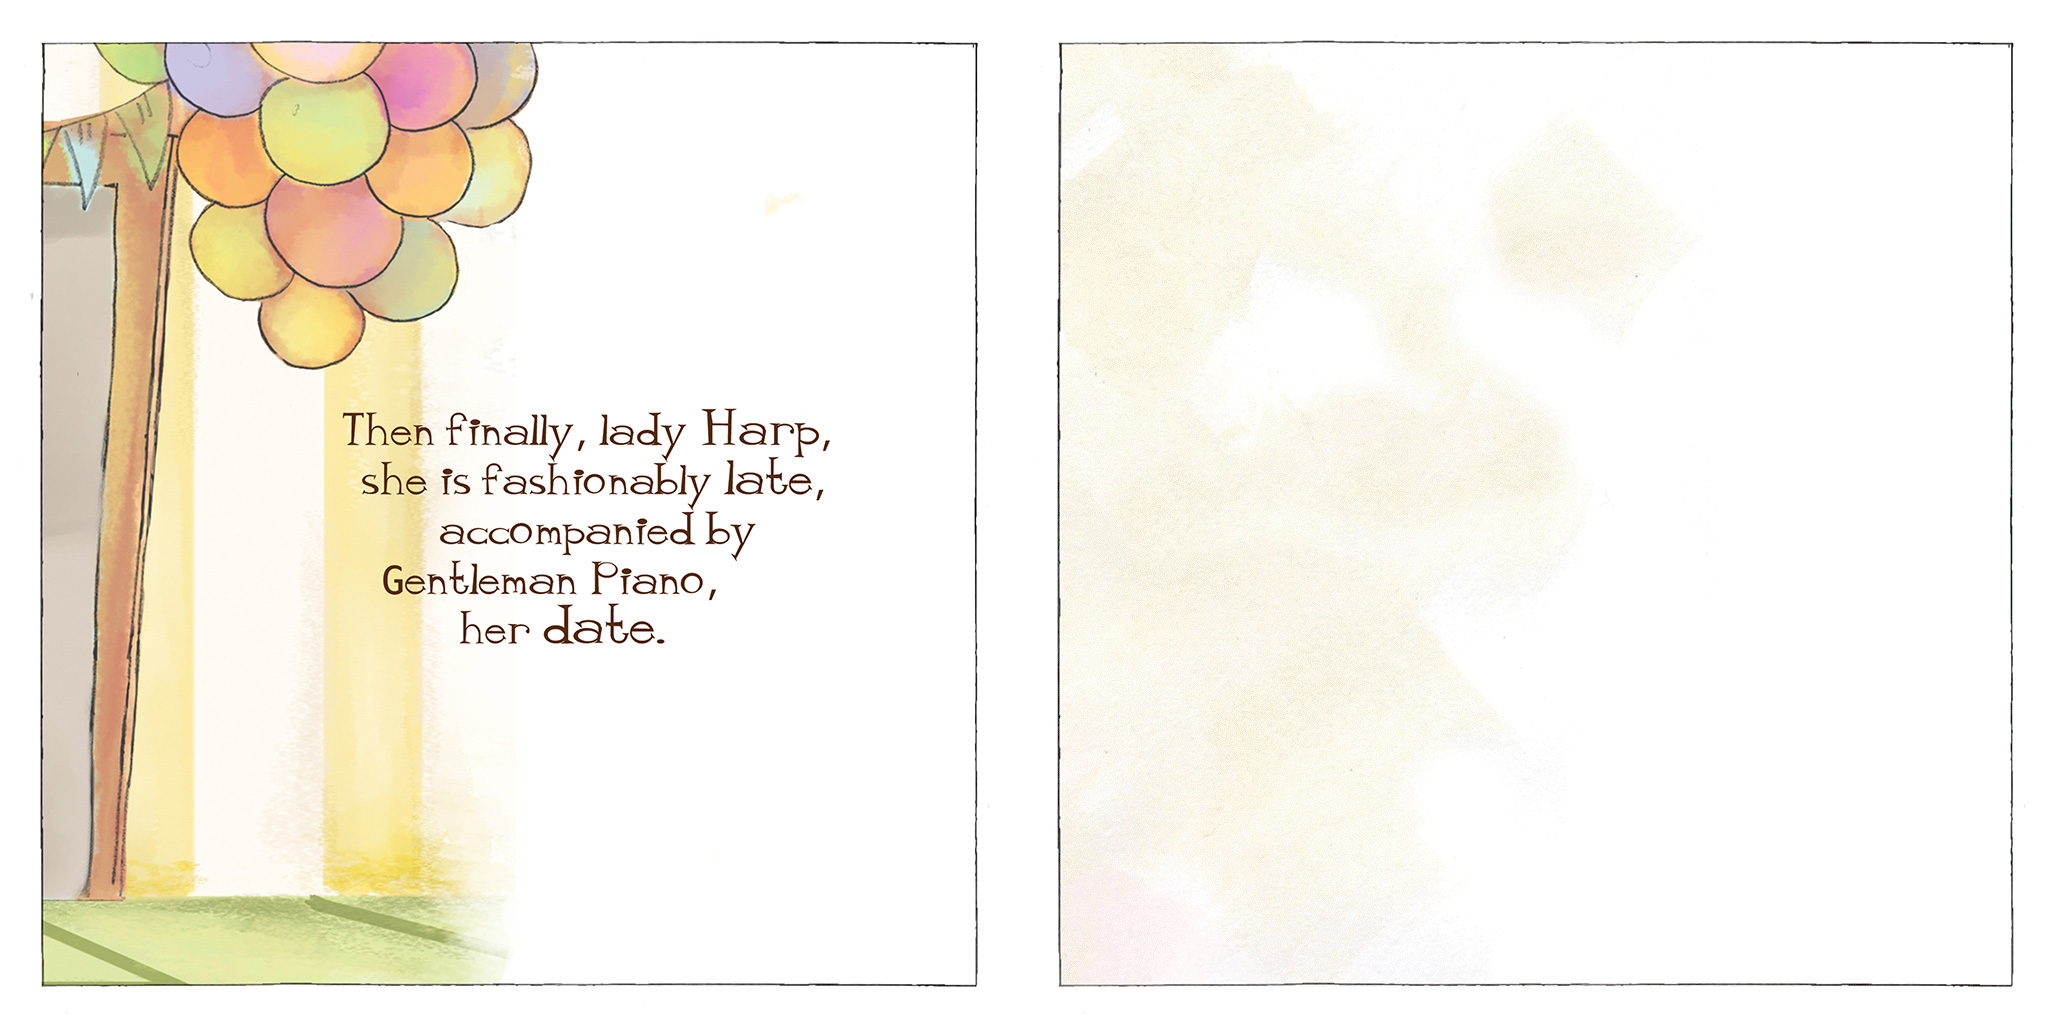 Then finally, lady Harp,
she is fashionably late,
accompanied by
Gentleman Piano,
her date.